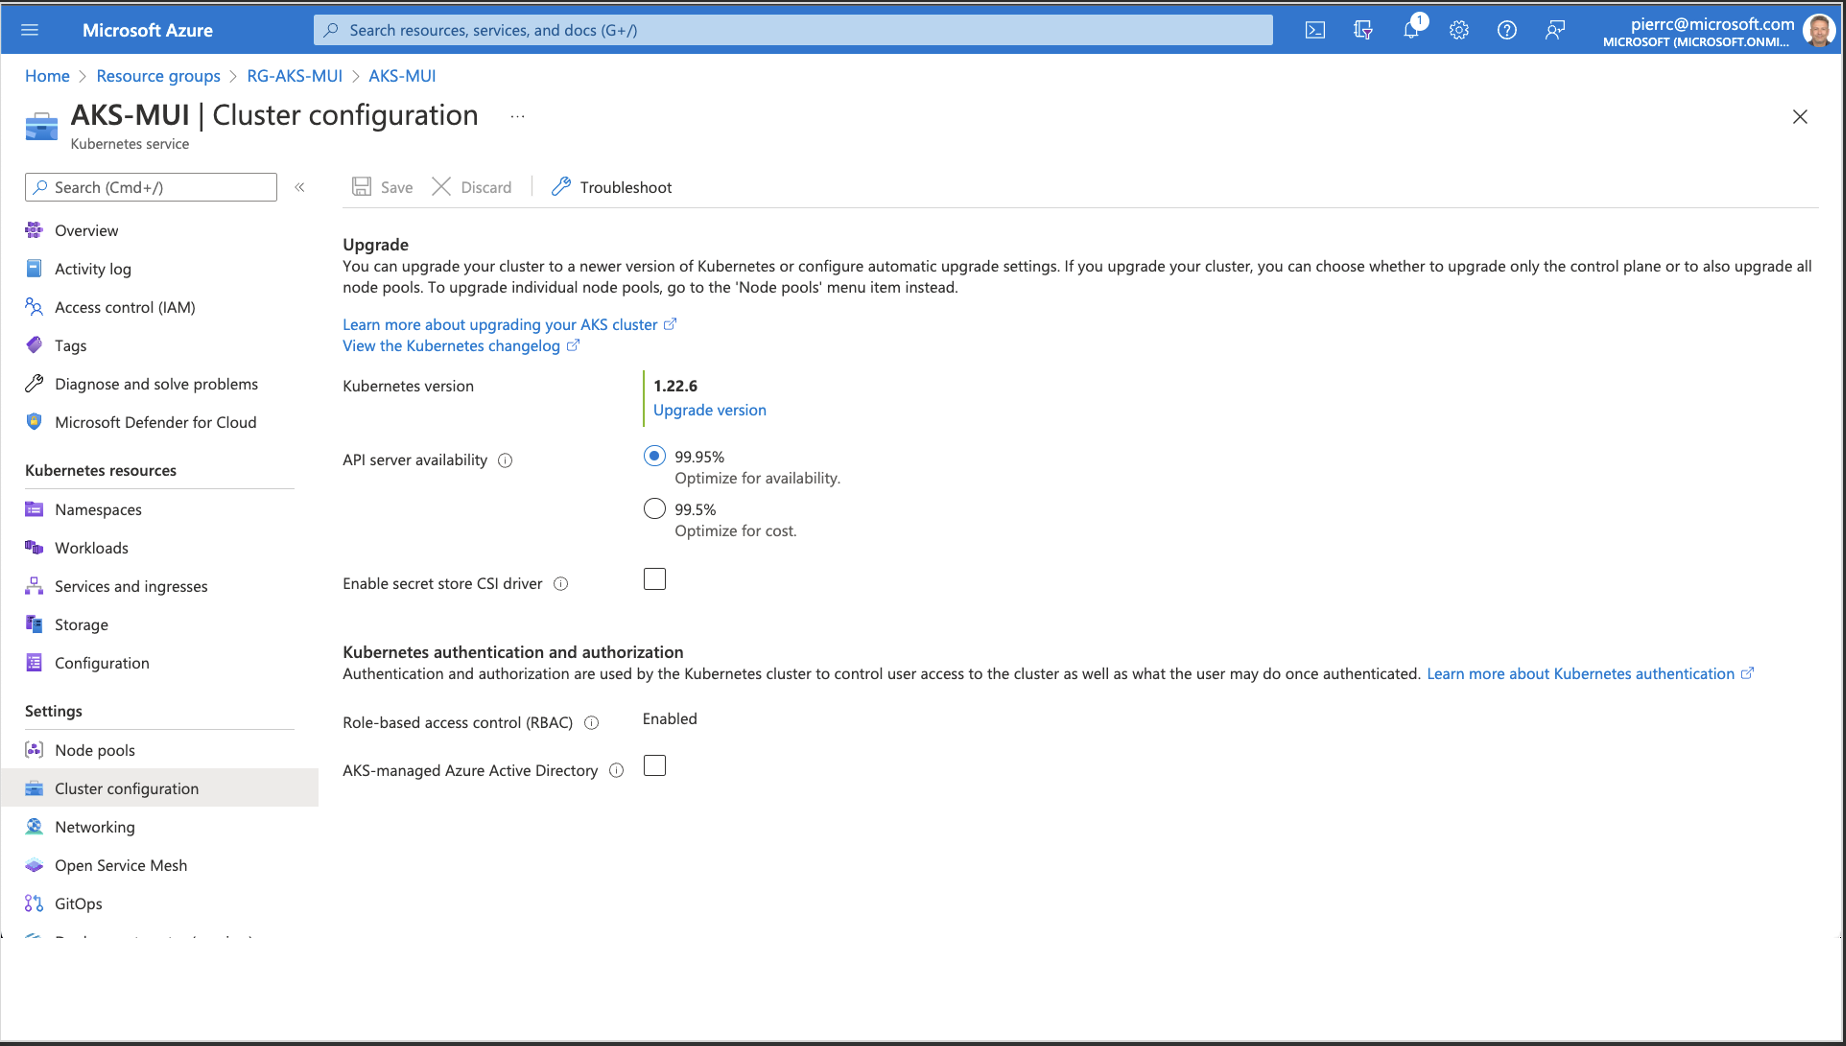 Microsoft Azure
Search resources, services, and docs (G+/)
1
pierrc@microsoft.com
MICROSOFT (MICROSOFT.ONMI...
Home > Resource groups > RG-AKS-MUI > AKS-MUI
AKS-MUI | Cluster configuration ...
Kubernetes service
Search (Cmd+/)
«
Save
Discard
Troubleshoot
Overview
Activity log
Access control (IAM)
Tags
Diagnose and solve problems
Microsoft Defender for Cloud
Kubernetes resources
Namespaces
Workloads
Services and ingresses
Storage
Configuration
Settings
Node pools
Cluster configuration
Networking
Open Service Mesh
GitOps
Upgrade
You can upgrade your cluster to a newer version of Kubernetes or configure automatic upgrade settings. If you upgrade your cluster, you can choose whether to upgrade only the control plane or to also upgrade all
node pools. To upgrade individual node pools, go to the 'Node pools' menu item instead.
Learn more about upgrading your AKS cluster
View the Kubernetes changelog
Kubernetes version
1.22.6
Upgrade version
API server availability
99.95%
Optimize for availability.
99.5%
Optimize for cost.
Enable secret store CSI driver
Kubernetes authentication and authorization
Authentication and authorization are used by the Kubernetes cluster to control user access to the cluster as well as what the user may do once authenticated. Learn more about Kubernetes authentication
Role-based access control (RBAC)
Enabled
AKS-managed Azure Active Directory